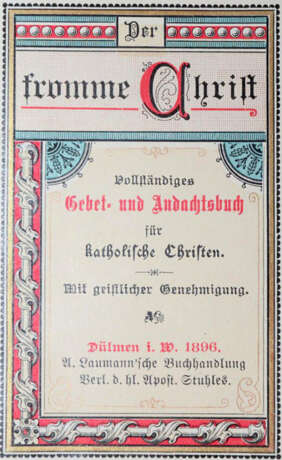 Der
fromme Christ
Vollständiges
Gebet- und Andachtsbuch
für
katholische Christen.
Mit geistlicher Genehmigung.
Dülmen i. W. 1896.
A. Laumann'sche Buchhandlung
Verl. d. hl. Apost. Stuhles.